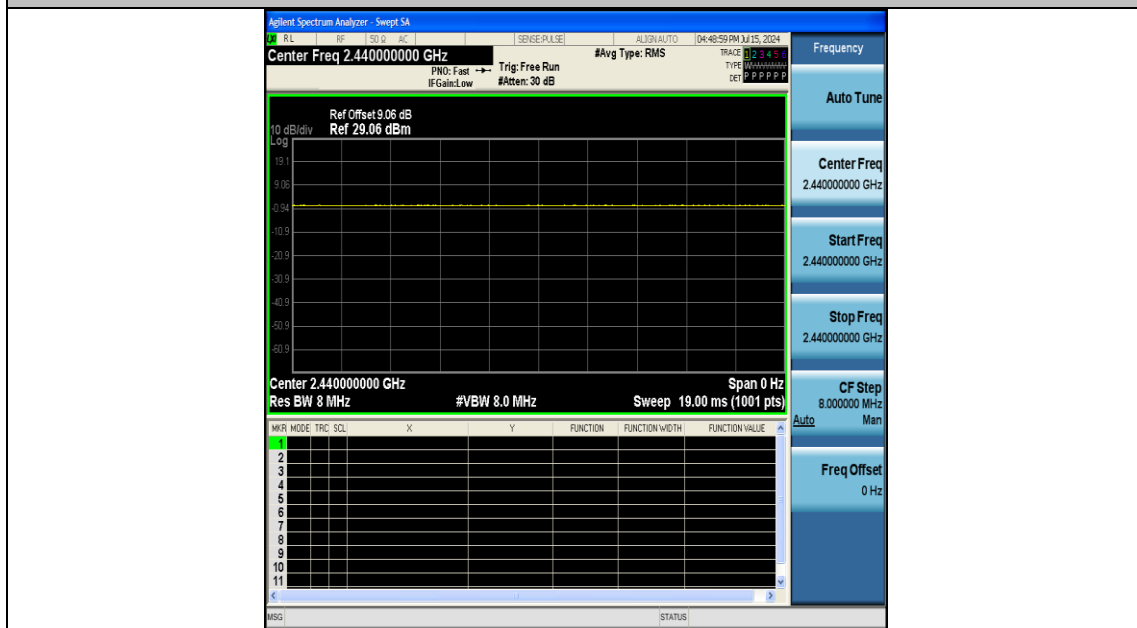 Agilent Spectrum Analyzer - Swept SA
RL RF 50 Ω AC SENSE:PULSE ALIGN AUTO 04:48:59 PM Jul 15, 2024
Center Freq 2.440000000 GHz
PNO: Fast
IFGain:Low
Trig: Free Run
#Atten: 30 dB
#Avg Type: RMS
TRACE 1 2 3 4 5 6
TYPE
DET P P P P P P
Ref Offset 9.06 dB
10 dB/div Ref 29.06 dBm
Log
19.1
9.06
-0.94
-10.9
-20.9
-30.9
-40.9
-50.9
-60.9
Center 2.440000000 GHz Span 0 Hz
Res BW 8 MHz #VBW 8.0 MHz Sweep 19.00 ms (1001 pts)
MKR MODE TRC SCL X Y FUNCTION FUNCTION WIDTH FUNCTION VALUE
1
2
3
4
5
6
7
8
9
10
11
MSG STATUS
Frequency
Auto Tune
Center Freq
2.440000000 GHz
Start Freq
2.440000000 GHz
Stop Freq
2.440000000 GHz
CF Step
8.000000 MHz
Auto Man
Freq Offset
0 Hz